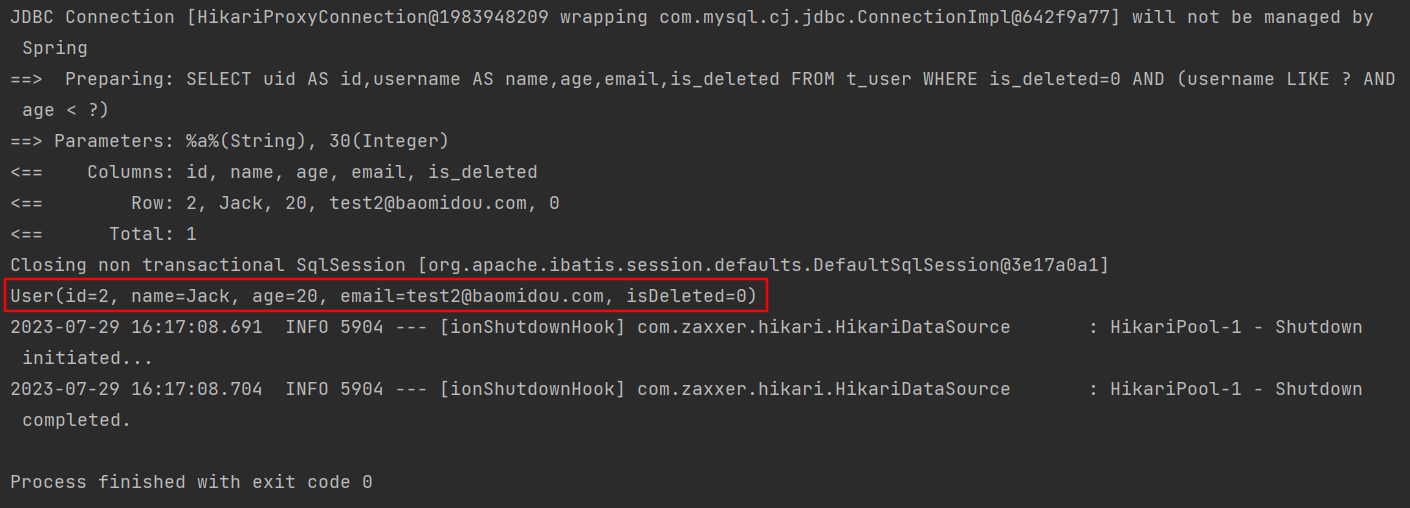 JDBC Connection [HikariProxyConnection@1983948209 wrapping com.mysql.cj.jdbc.ConnectionImpl@642f9a77] will not be managed by
 Spring
==>  Preparing: SELECT uid AS id,username AS name,age,email,is_deleted FROM t_user WHERE is_deleted=0 AND (username LIKE ? AND
 age < ?)
==> Parameters: %a%(String), 30(Integer)
<==    Columns: id, name, age, email, is_deleted
<==        Row: 2, Jack, 20, test2@baomidou.com, 0
<==      Total: 1
Closing non transactional SqlSession [org.apache.ibatis.session.defaults.DefaultSqlSession@3e17a0a1]
User(id=2, name=Jack, age=20, email=test2@baomidou.com, isDeleted=0)
2023-07-29 16:17:08.691  INFO 5904 --- [ionShutdownHook] com.zaxxer.hikari.HikariDataSource       : HikariPool-1 - Shutdown
 initiated...
2023-07-29 16:17:08.704  INFO 5904 --- [ionShutdownHook] com.zaxxer.hikari.HikariDataSource       : HikariPool-1 - Shutdown
 completed.
Process finished with exit code 0